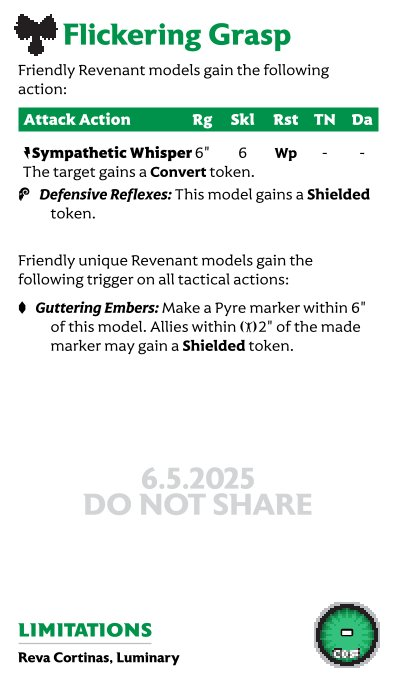 Flickering Grasp
Friendly Revenant models gain the following
action:
Attack Action Rg Skl Rst TN Da
Sympathetic Whisper 6" 6 Wp - -
The target gains a Convert token.
Defensive Reflexes: This model gains a Shielded
token.
Friendly unique Revenant models gain the
following trigger on all tactical actions:
Guttering Embers: Make a Pyre marker within 6"
of this model. Allies within 2" of the made
marker may gain a Shielded token.
6.5.2025
DO NOT SHARE
LIMITATIONS
Reva Cortinas, Luminary
-